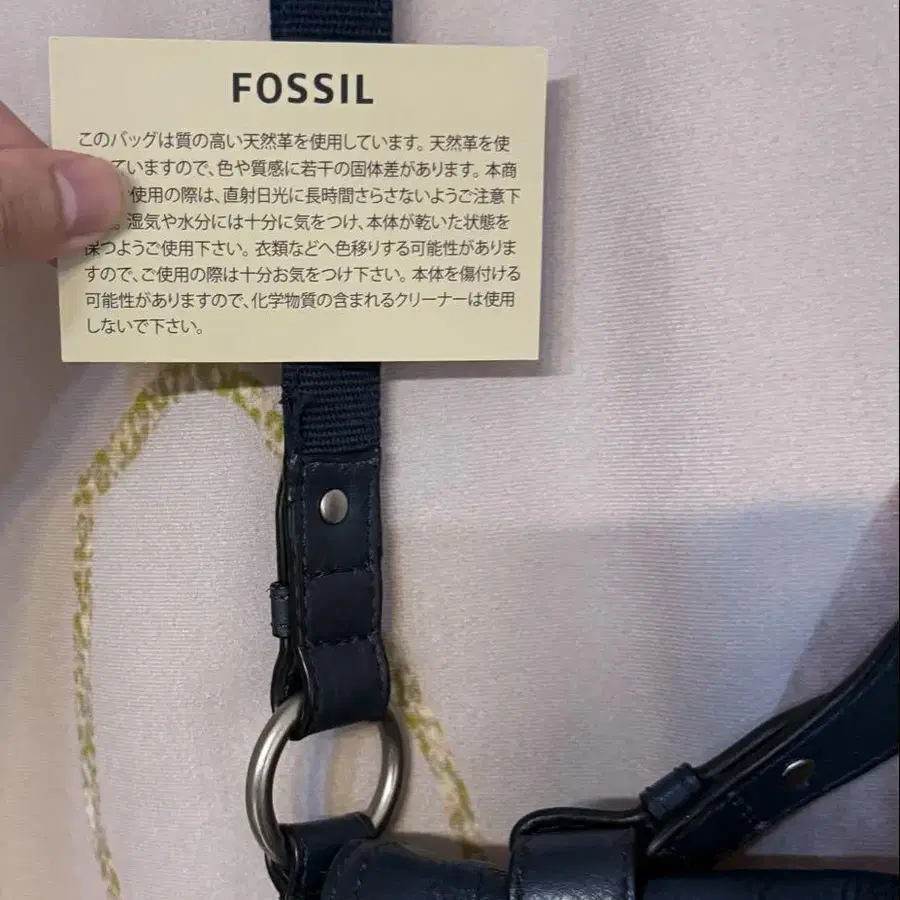 FOSSIL
このバッグは質の高い天然革を使用しています。天然革を使
ていますので、色や質感に若干の固体差があります。本商
使用の際は、直射日光に長時間さらさないようご注意下
。湿気や水分には十分に気をつけ、本体が乾いた状態を
保つようご使用下さい。衣類などへ色移りする可能性がありま
すので、ご使用の際は十分お気をつけ下さい。本体を傷付ける
可能性がありますので、化学物質の含まれるクリーナーは使用
しないで下さい。